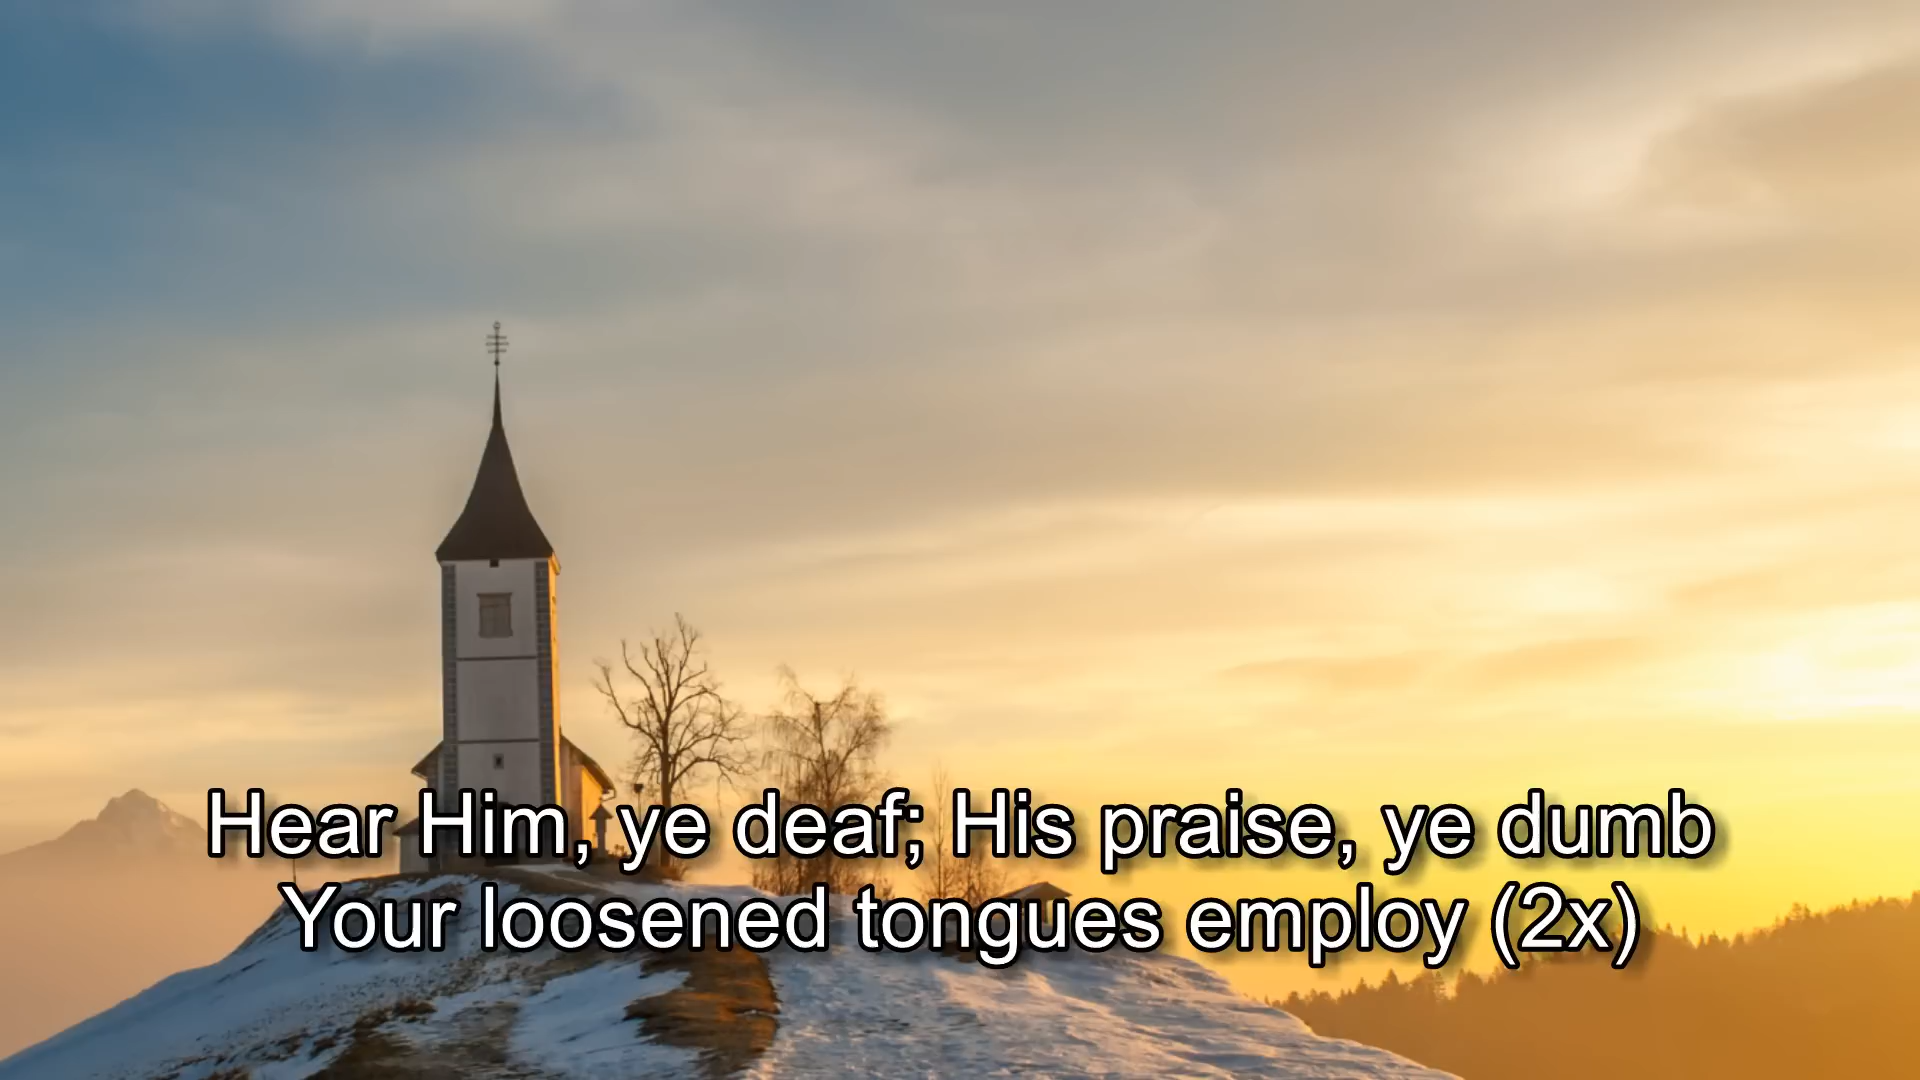 Hear Him, ye deaf; His praise, ye dumb
Your loosened tongues employ (2x)